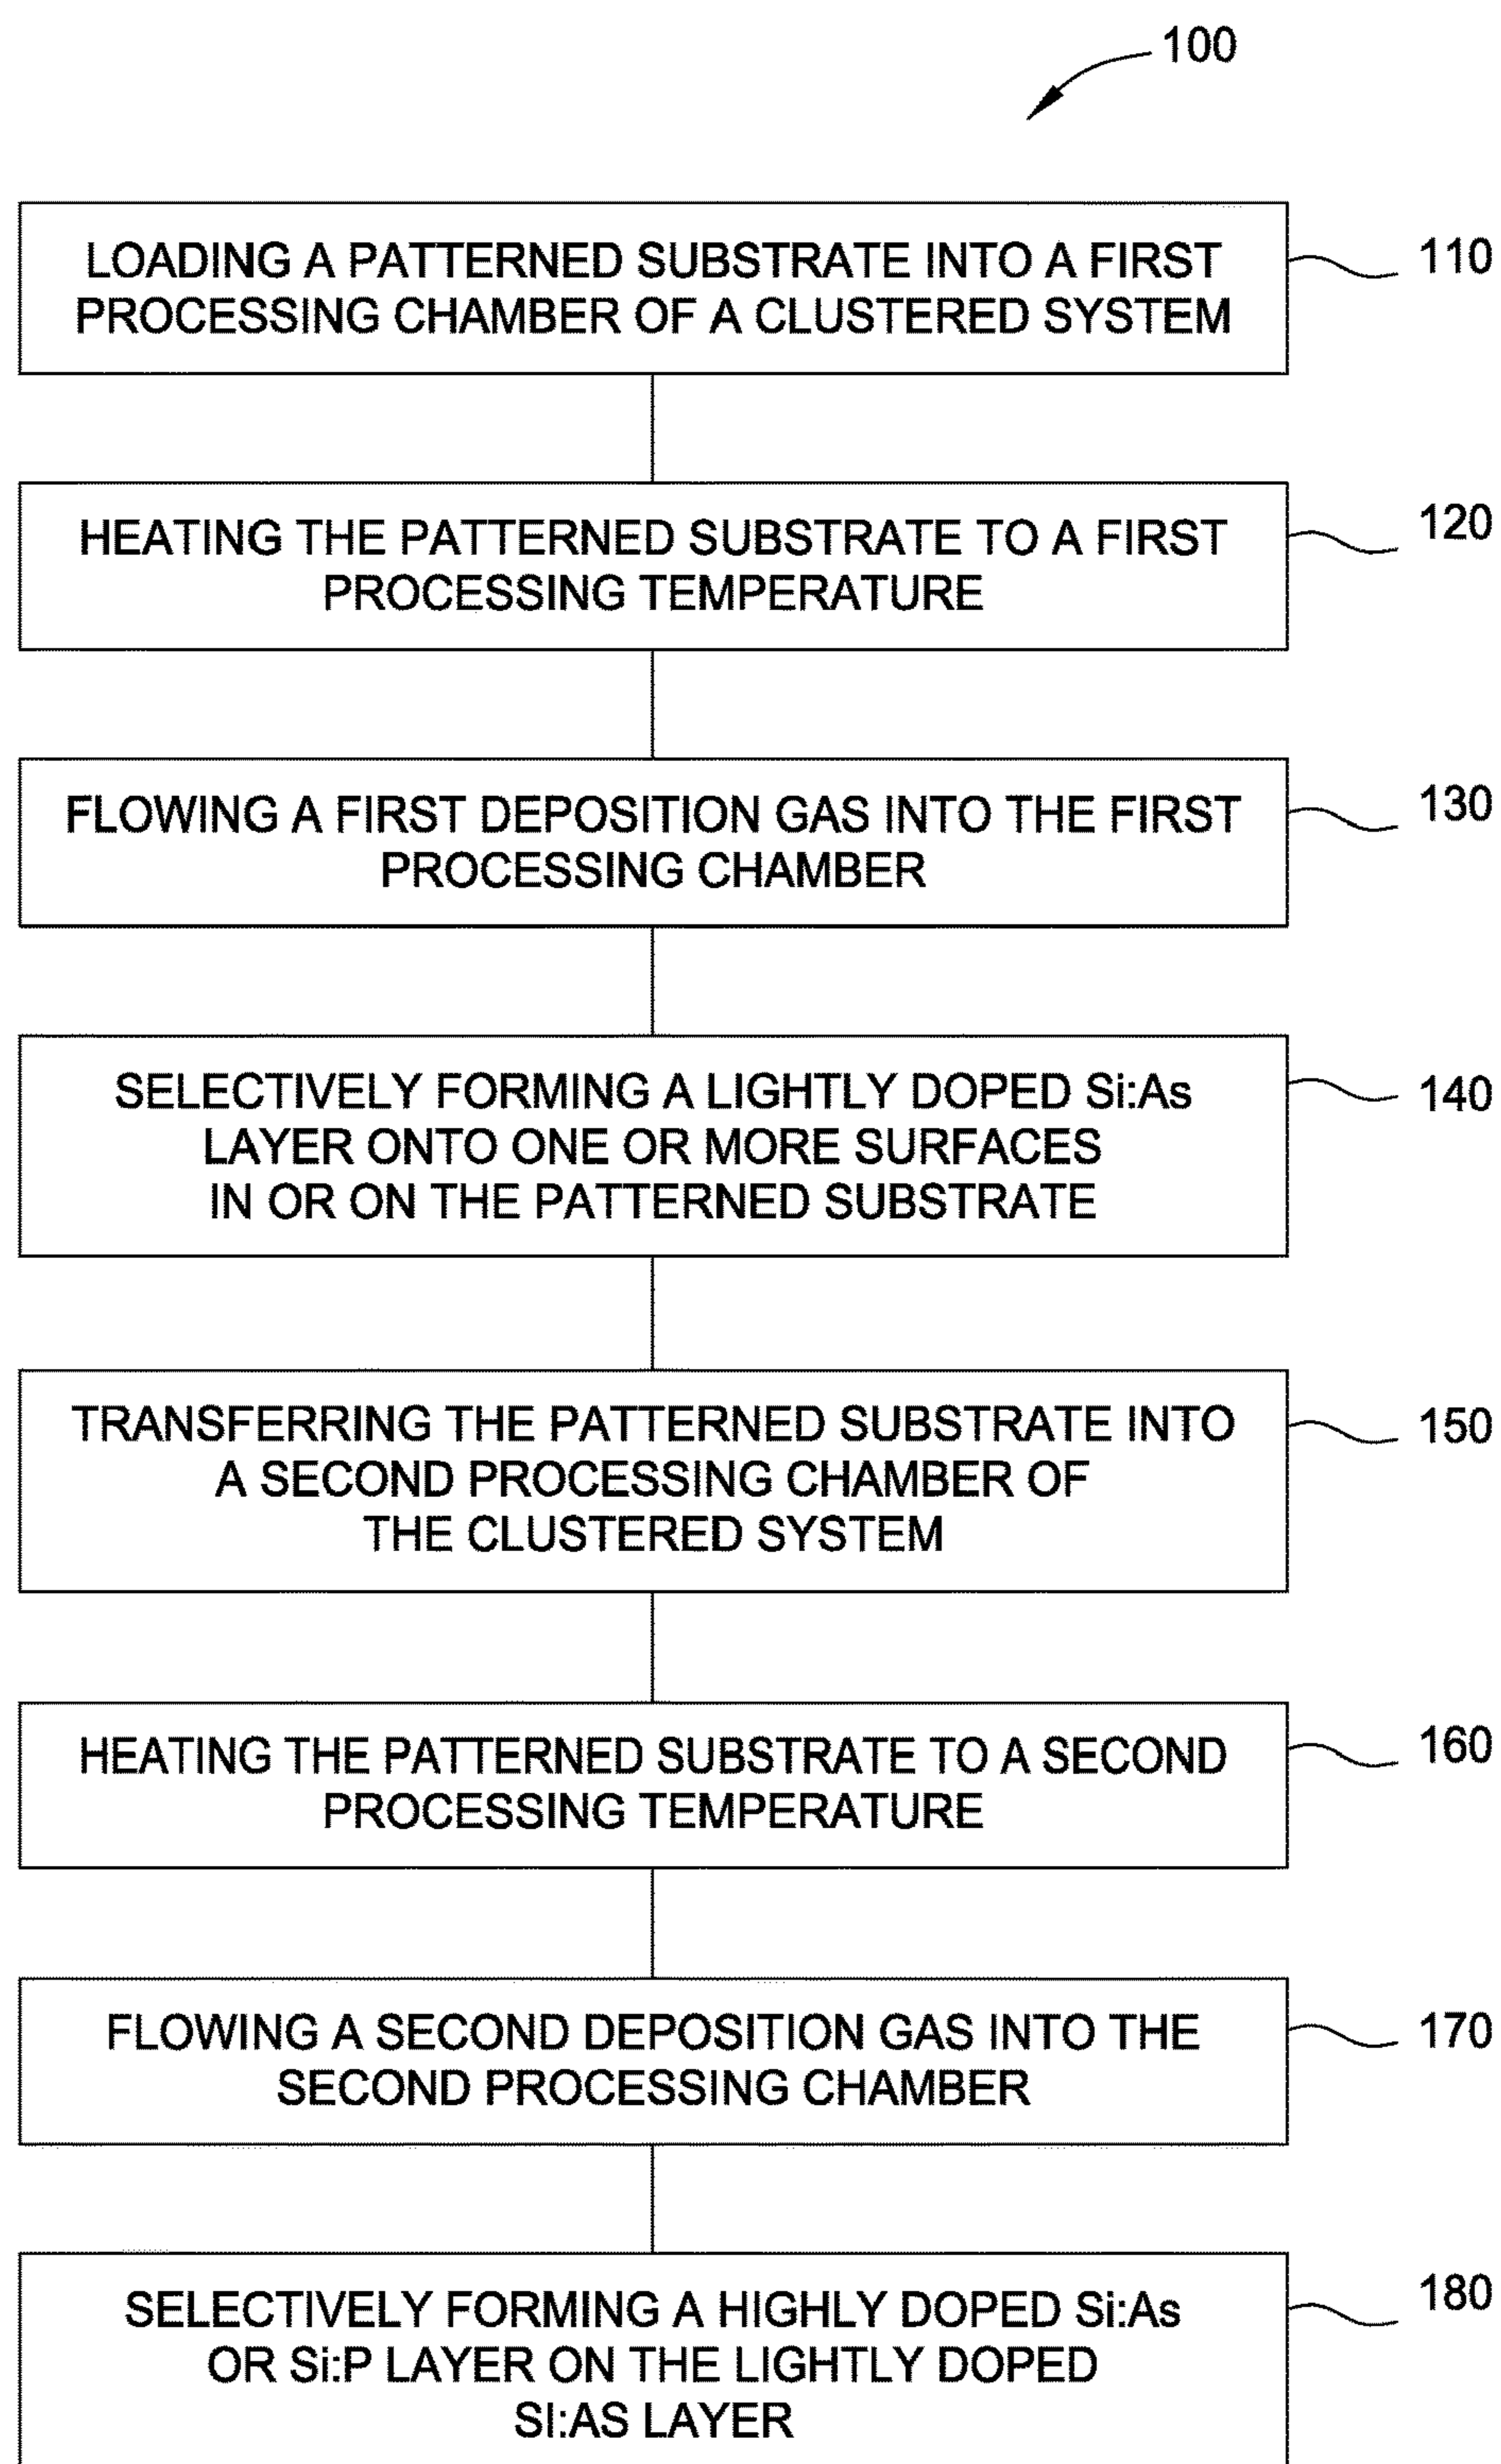 100
LOADING A PATTERNED SUBSTRATE INTO A FIRST
PROCESSING CHAMBER OF A CLUSTERED SYSTEM
110
HEATING THE PATTERNED SUBSTRATE TO A FIRST
PROCESSING TEMPERATURE
120
FLOWING A FIRST DEPOSITION GAS INTO THE FIRST
PROCESSING CHAMBER
130
SELECTIVELY FORMING A LIGHTLY DOPED Si:As
LAYER ONTO ONE OR MORE SURFACES
IN OR ON THE PATTERNED SUBSTRATE
140
TRANSFERRING THE PATTERNED SUBSTRATE INTO
A SECOND PROCESSING CHAMBER OF
THE CLUSTERED SYSTEM
150
HEATING THE PATTERNED SUBSTRATE TO A SECOND
PROCESSING TEMPERATURE
160
FLOWING A SECOND DEPOSITION GAS INTO THE
SECOND PROCESSING CHAMBER
170
SELECTIVELY FORMING A HIGHLY DOPED Si:As
OR Si:P LAYER ON THE LIGHTLY DOPED
SI:AS LAYER
180